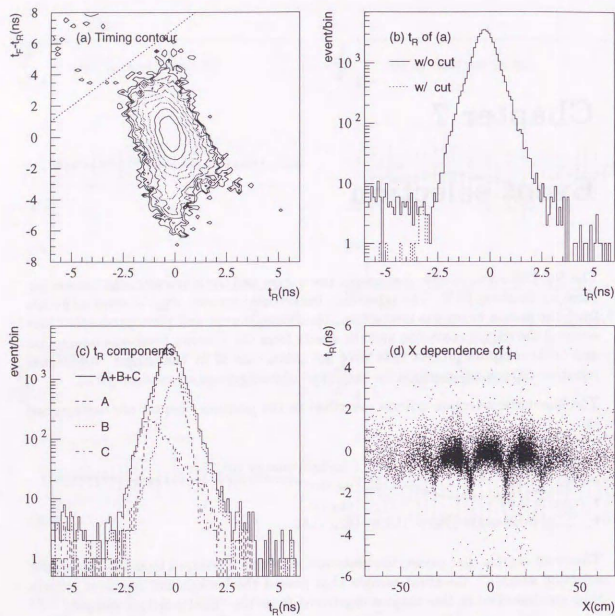 t_F-t_R(ns)
(a) Timing contour
8
6
4
2
0
-2
-4
-6
-8
-5
-2.5
0
2.5
5
t_R(ns)
event/bin
(b) t_R of (a)
w/o cut
w/ cut
10^3
10^2
10
1
-5
-2.5
0
2.5
5
t_R(ns)
event/bin
(c) t_R components
A+B+C
A
B
C
10^3
10^2
10
1
-5
-2.5
0
2.5
5
t_R(ns)
t_R(ns)
(d) X dependence of t_R
6
4
2
0
-2
-4
-6
-50
0
50
X(cm)